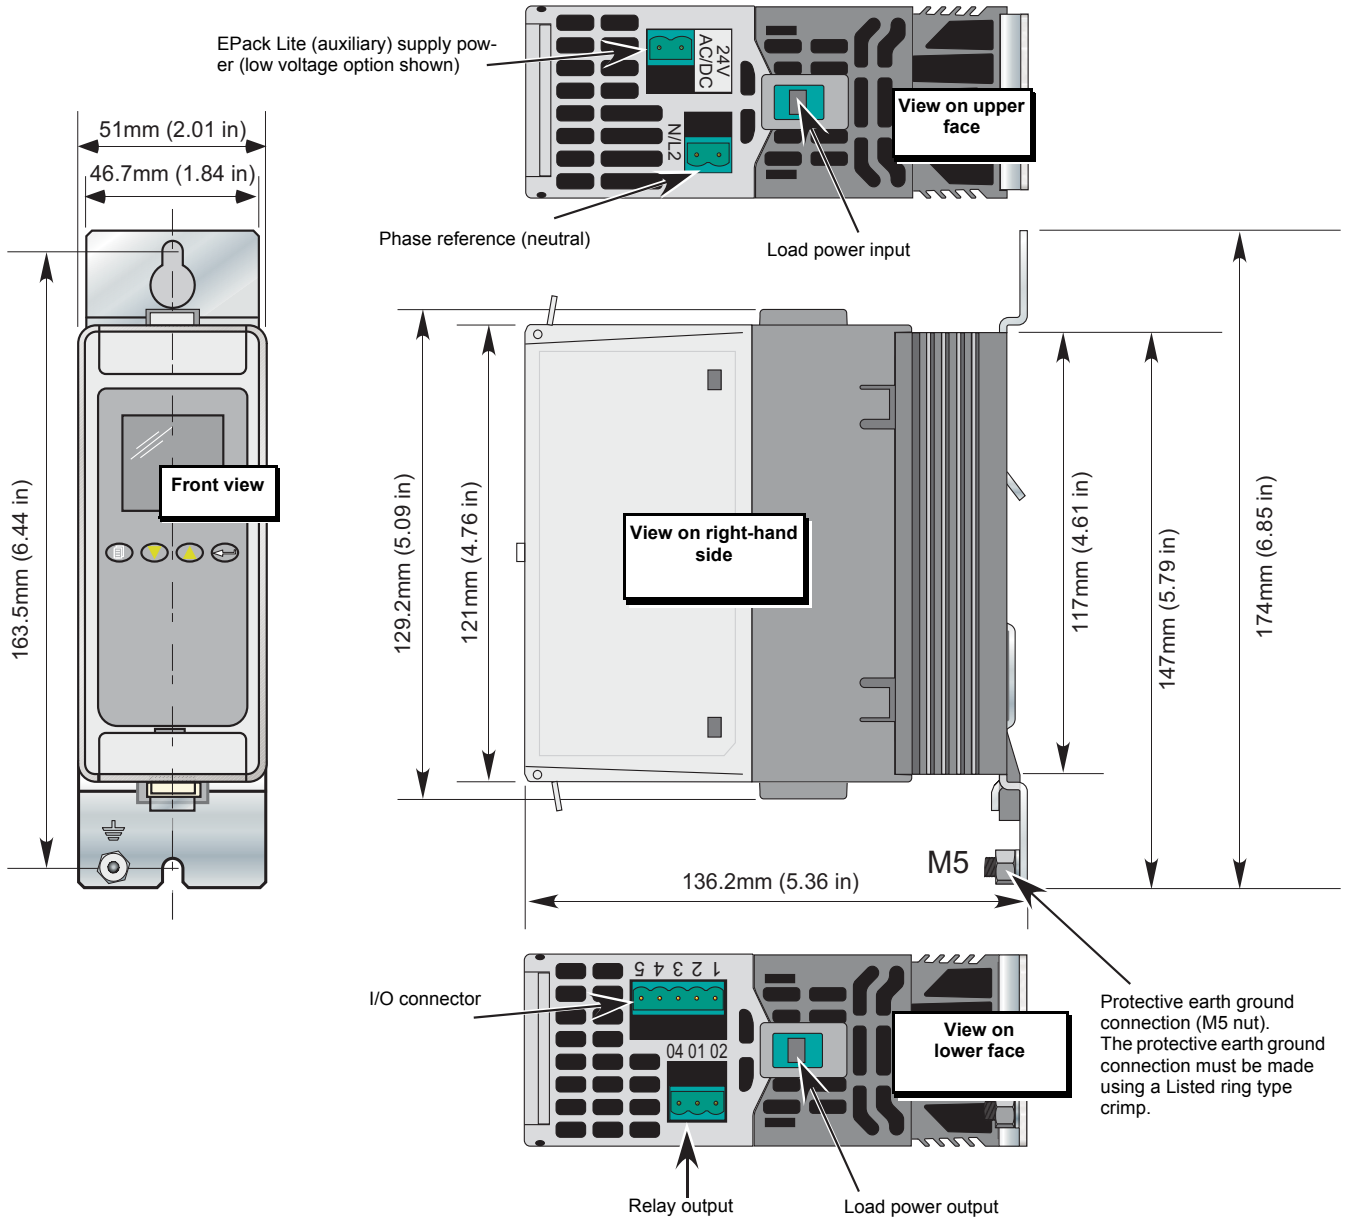 EPack Lite (auxiliary) supply pow-
er (low voltage option shown)
24V
AC/DC
N/L2
View on upper
face
Phase reference (neutral)
Load power input
51mm (2.01 in)
46.7mm (1.84 in)
163.5mm (6.44 in)
Front view
129.2mm (5.09 in)
121mm (4.76 in)
View on right-hand
side
117mm (4.61 in)
147mm (5.79 in)
174mm (6.85 in)
M5
136.2mm (5.36 in)
I/O connector
5 4 3 2 1
04 01 02
View on
lower face
Protective earth ground
connection (M5 nut).
The protective earth ground
connection must be made
using a Listed ring type
crimp.
Relay output
Load power output